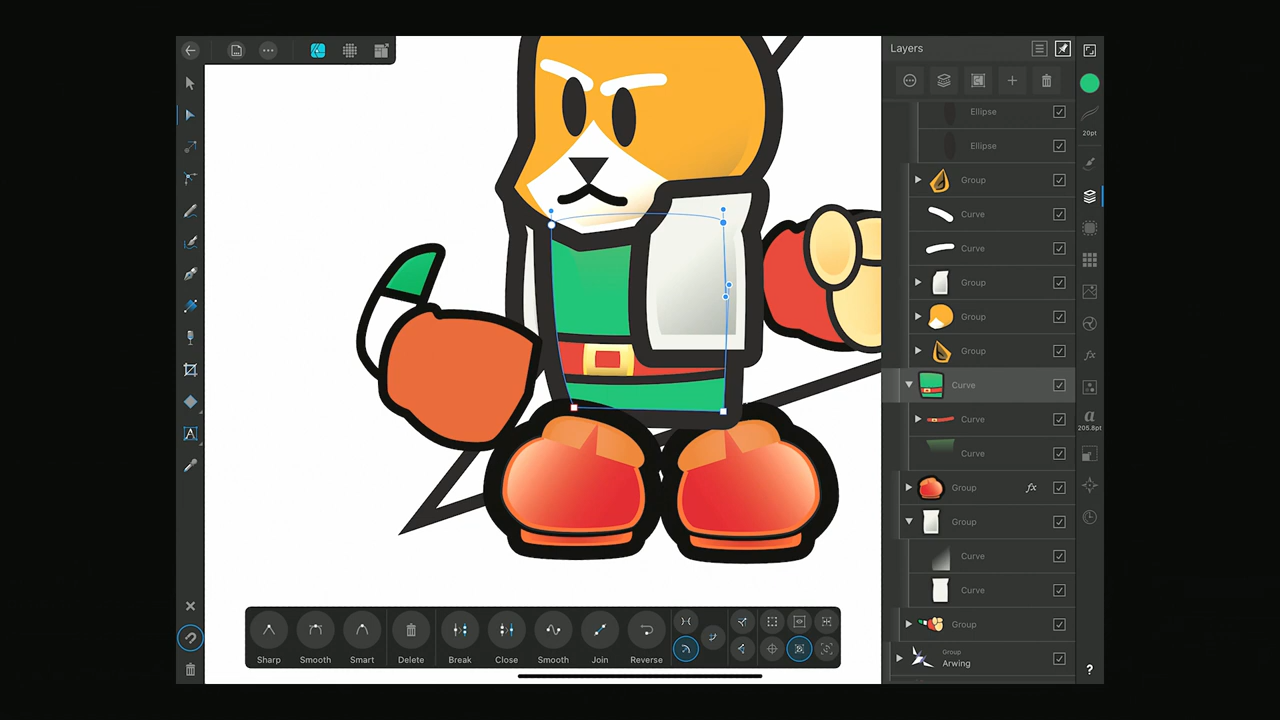 Layers
Ellipse
20pt
Ellipse
Group
Curve
Curve
Group
Group
Group
fx
Curve
a
Curve
205.8pt
Curve
Group
fx
Group
Curve
Curve
Group
Group
Arwing
Sharp
Smooth
Smart
Delete
Break
Close
Smooth
Join
Reverse
A
?